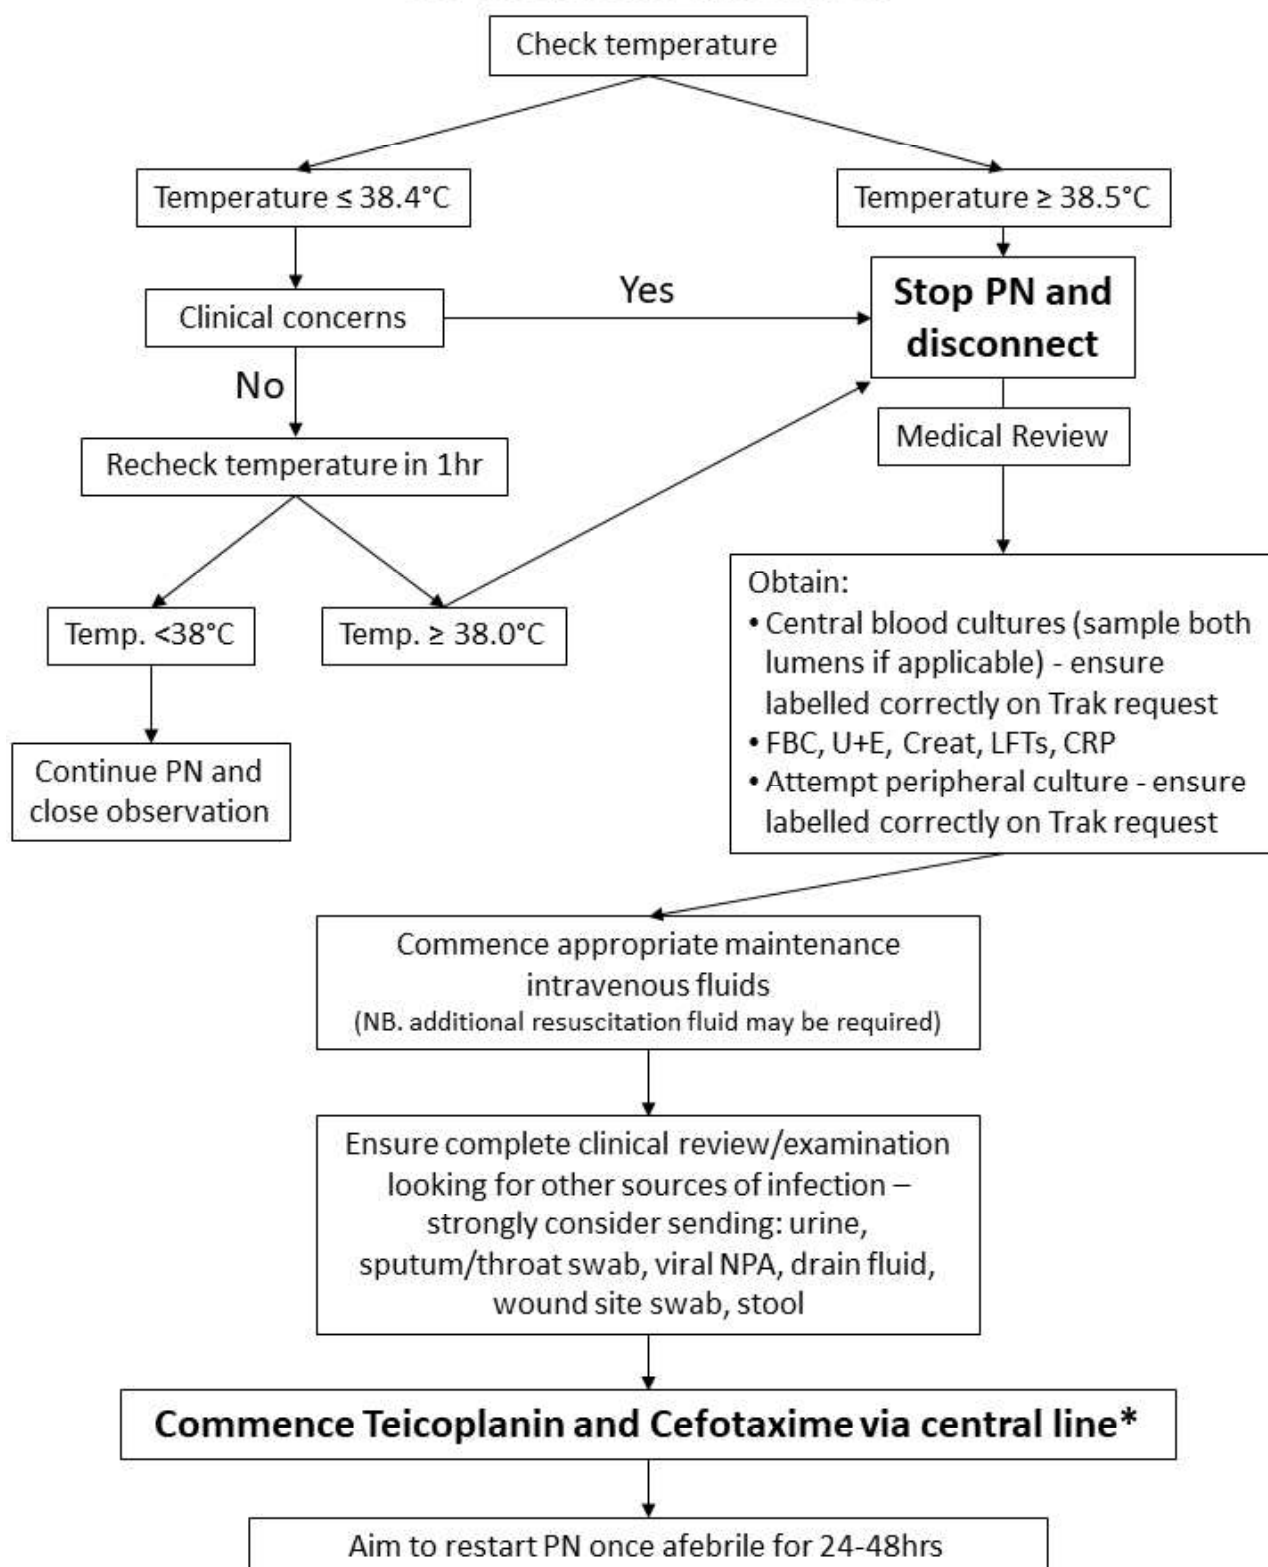 Check temperature
Temperature ≤ 38.4°C
Temperature ≥ 38.5°C
Clinical concerns
Yes
Stop PN and
disconnect
No
Medical Review
Recheck temperature in 1hr
Temp. <38°C
Temp. ≥ 38.0°C
Continue PN and
close observation
Obtain:
• Central blood cultures (sample both
lumens if applicable) - ensure
labelled correctly on Trak request
• FBC, U+E, Creat, LFTs, CRP
• Attempt peripheral culture - ensure
labelled correctly on Trak request
Commence appropriate maintenance
intravenous fluids
(NB. additional resuscitation fluid may be required)
Ensure complete clinical review/examination
looking for other sources of infection –
strongly consider sending: urine,
sputum/throat swab, viral NPA, drain fluid,
wound site swab, stool
Commence Teicoplanin and Cefotaxime via central line*
Aim to restart PN once afebrile for 24-48hrs